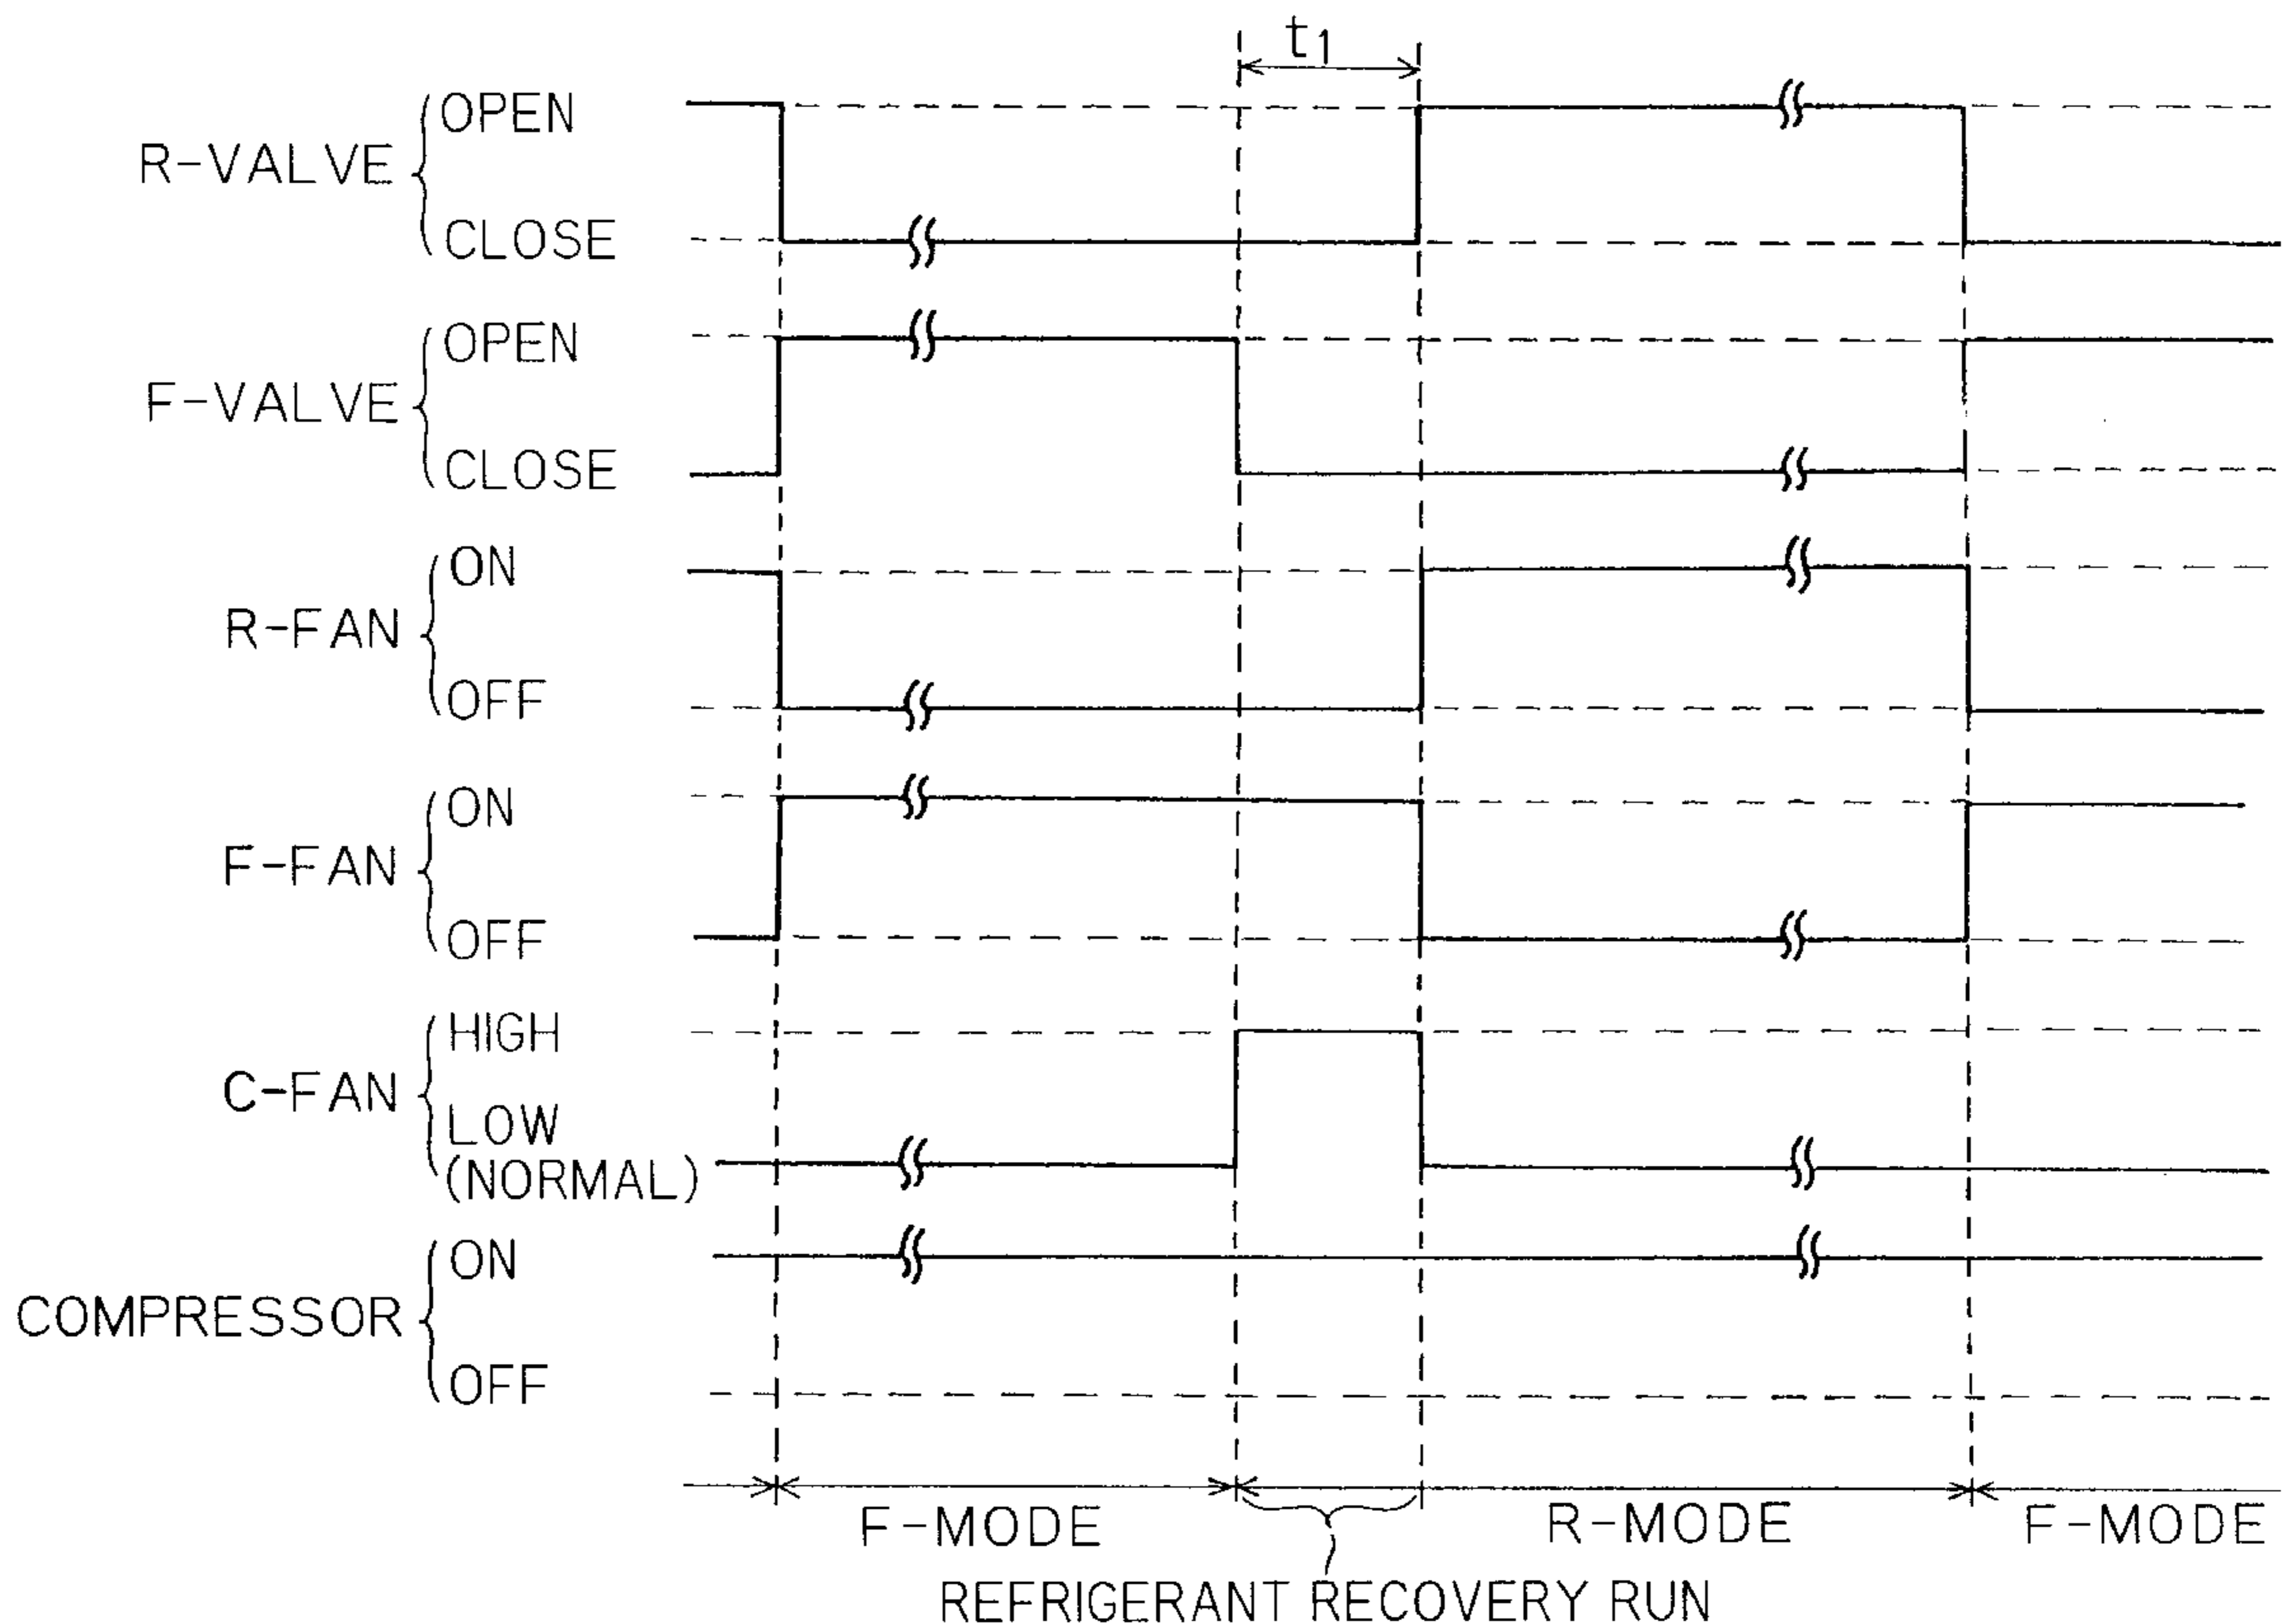 t1
OPEN
R-VALVE
CLOSE
OPEN
F-VALVE
CLOSE
ON
R-FAN
OFF
ON
F-FAN
OFF
HIGH
C-FAN
LOW
(NORMAL)
ON
COMPRESSOR
OFF
F-MODE R-MODE F-MODE
REFRIGERANT RECOVERY RUN